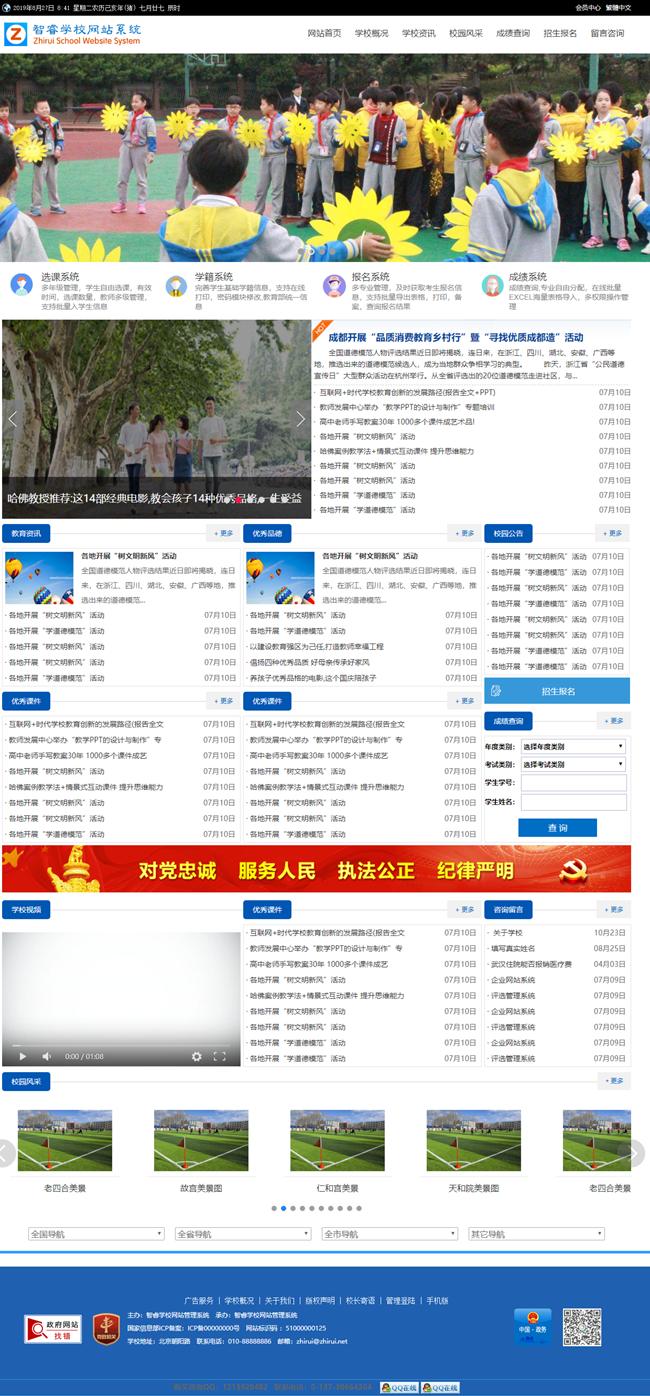 2019年8月27日 8:41 星期二农历己亥年(猪) 七月廿七 辰时
会员中心 繁體中文
智睿学校网站系统
Zhirui School Website System
网站首页 学校概况 学校资讯 校园风采 成绩查询 招生报名 留言咨询
选课系统
多年级管理，学生自由选课，有效
时间，选课数量，教师多级管理，
支持批量入学生信息
学籍系统
完善学生基础学籍信息，支持在线
打印，密码模块修改,教育部统一信
息
报名系统
多专业管理，及时获取考生报名信
息，支持批量导出表格，打印，备
案，查询报名结果
成绩系统
成绩查询,专业自由分配，在线批量
EXCEL海量表格导入，多权限操作管
理
哈佛教授推荐:这14部经典电影,教会孩子14种优秀品格,一生受益
HOT
成都开展“品质消费教育乡村行”暨“寻找优质成都造”活动
全国道德模范人物评选结果近日即将揭晓，连日来，在浙江、四川、湖北、安徽、广西等
地，推选出来的道德模范候选人，成为当地群众争相学习的典型。 昨天，浙江省“公民道德
宣传日”大型群众活动在杭州举行。从全省评选出的20位道德模范走进社区，与...
· 互联网+时代学校教育创新的发展路径(报告全文+PPT) 07月10日
· 教师发展中心举办“教学PPT的设计与制作”专题培训 07月10日
· 高中老师手写教案30年 1000多个课件成艺术品! 07月10日
· 各地开展“树文明新风”活动 07月10日
· 哈佛案例教学法+情景式互动课件 提升思维能力 07月10日
· 各地开展“树文明新风”活动 07月10日
· 各地开展“树文明新风”活动 07月10日
· 各地开展“学道德模范”活动 07月10日
· 各地开展“学道德模范”活动 07月10日
教育资讯 + 更多
各地开展“树文明新风”活动
全国道德模范人物评选结果近日即将揭晓，连日
来，在浙江、四川、湖北、安徽、广西等地，推
选出来的道德模范...
· 各地开展“树文明新风”活动 07月10日
· 各地开展“学道德模范”活动 07月10日
· 各地开展“树文明新风”活动 07月10日
· 各地开展“树文明新风”活动 07月10日
· 各地开展“学道德模范”活动 07月10日
优秀品德 + 更多
各地开展“树文明新风”活动
全国道德模范人物评选结果近日即将揭晓，连日
来，在浙江、四川、湖北、安徽、广西等地，推
选出来的道德模范...
· 各地开展“树文明新风”活动 07月10日
· 各地开展“学道德模范”活动 07月10日
· 以建设教育强区为己任,打造教师幸福工程 07月10日
· 倡扬四种优秀品质 好母亲传承好家风 07月10日
· 养孩子优秀品格的电影,这个国庆陪孩子 07月10日
校园公告 + 更多
· 各地开展“树文明新风”活动 07月10日
· 各地开展“学道德模范”活动 07月10日
· 各地开展“树文明新风”活动 07月10日
· 各地开展“学道德模范”活动 07月10日
· 各地开展“树文明新风”活动 07月10日
· 各地开展“树文明新风”活动 07月10日
· 各地开展“学道德模范”活动 07月10日
· 各地开展“学道德模范”活动 07月10日
招生报名
优秀课件 + 更多
· 互联网+时代学校教育创新的发展路径(报告全文 07月10日
· 教师发展中心举办“教学PPT的设计与制作”专 07月10日
· 高中老师手写教案30年 1000多个课件成艺 07月10日
· 各地开展“树文明新风”活动 07月10日
· 哈佛案例教学法+情景式互动课件 提升思维能力 07月10日
· 各地开展“树文明新风”活动 07月10日
· 各地开展“树文明新风”活动 07月10日
· 各地开展“学道德模范”活动 07月10日
优秀课件 + 更多
· 互联网+时代学校教育创新的发展路径(报告全文 07月10日
· 教师发展中心举办“教学PPT的设计与制作”专 07月10日
· 高中老师手写教案30年 1000多个课件成艺 07月10日
· 各地开展“树文明新风”活动 07月10日
· 哈佛案例教学法+情景式互动课件 提升思维能力 07月10日
· 各地开展“树文明新风”活动 07月10日
· 各地开展“树文明新风”活动 07月10日
· 各地开展“学道德模范”活动 07月10日
成绩查询 + 更多
年度类别： 选择年度类别
考试类别： 选择考试类别
学生学号：
学生姓名：
查 询
对党忠诚 服务人民 执法公正 纪律严明
学校视频
0:00 / 01:08
优秀课件 + 更多
· 互联网+时代学校教育创新的发展路径(报告全文 07月10日
· 教师发展中心举办“教学PPT的设计与制作”专 07月10日
· 高中老师手写教案30年 1000多个课件成艺 07月10日
· 各地开展“树文明新风”活动 07月10日
· 哈佛案例教学法+情景式互动课件 提升思维能力 07月10日
· 各地开展“树文明新风”活动 07月10日
· 各地开展“树文明新风”活动 07月10日
· 各地开展“学道德模范”活动 07月10日
· 各地开展“学道德模范”活动 07月10日
咨询留言 + 更多
· 关于学校 10月23日
· 填写真实姓名 08月25日
· 武汉住院能否报销医疗费 04月03日
· 企业网站系统 07月09日
· 评选管理系统 07月09日
· 企业网站系统 07月09日
· 评选管理系统 07月09日
· 企业网站系统 07月09日
· 评选管理系统 07月09日
校园风采 + 更多
老四合美景 故宫美景图 仁和宫美景 天和院美景图 老四合美景
全国导航 全省导航 全市导航 其它导航
广告服务 | 学校概况 | 关于我们 | 版权声明 | 校长寄语 | 管理登陆 | 手机版
政府网站
找错
主办：智睿学校网站管理系统 承办：智睿学校网站管理系统
国家信息部ICP备案：ICP备00000000号 网站标识码：51000000125
学校地址：北京朝阳路 联系电话：010-88888886 邮箱：zhirui@zhirui.net
中国·政务
QQ在线 QQ在线